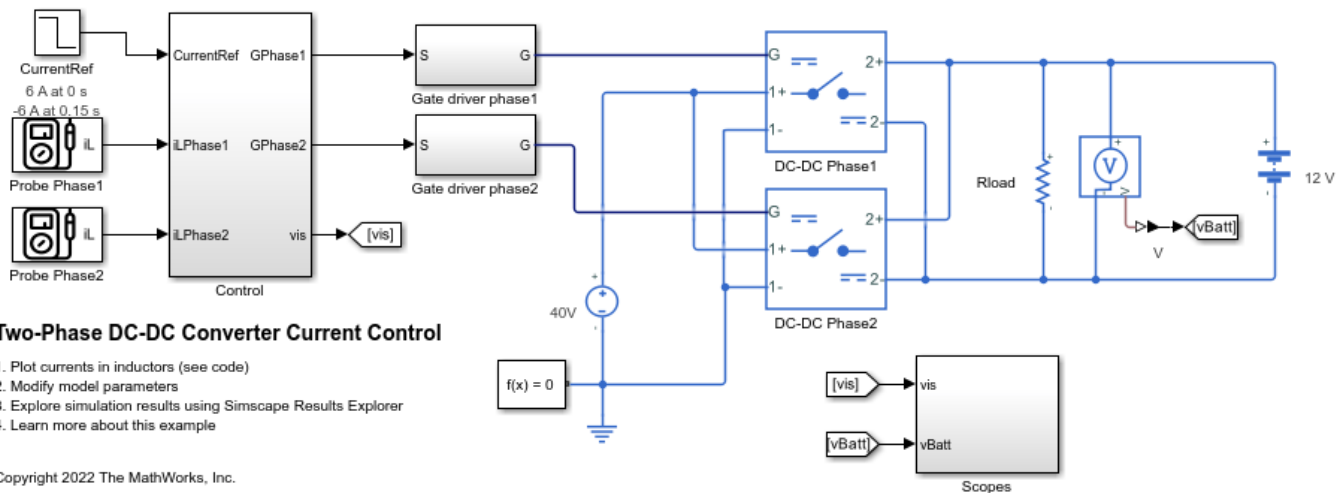 CurrentRef
6 A at 0 s
-6 A at 0.15 s
iL
Probe Phase1
iL
Probe Phase2
CurrentRef GPhase1
iLPhase1 GPhase2
iLPhase2 vis
Control
[vis]
S G
Gate driver phase1
S G
Gate driver phase2
G
1+
1-
2+
2-
DC-DC Phase1
G
1+
1-
2+
2-
DC-DC Phase2
40V
f(x) = 0
Rload
+
-
V
+
-
V
V
[vBatt]
+
-
12 V
Two-Phase DC-DC Converter Current Control
1. Plot currents in inductors (see code)
2. Modify model parameters
3. Explore simulation results using Simscape Results Explorer
4. Learn more about this example
Copyright 2022 The MathWorks, Inc.
[vis]
[vBatt]
vis
vBatt
Scopes